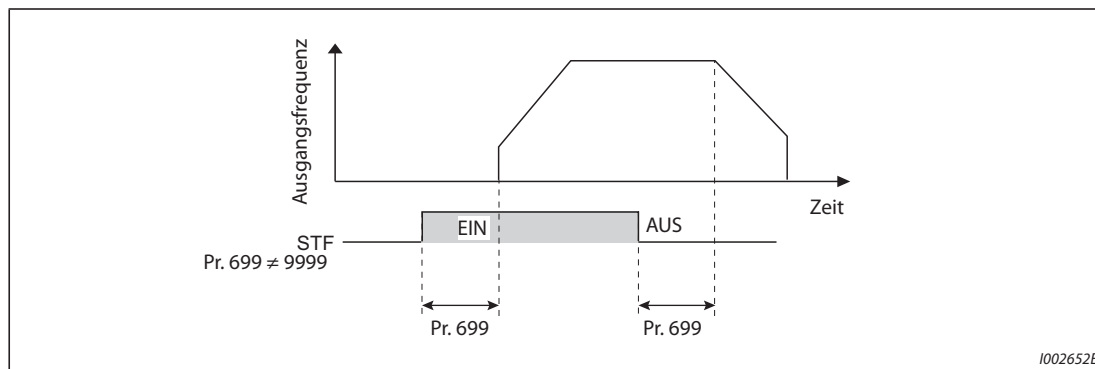 Ausgangsfrequenz
Zeit
EIN
AUS
STF
Pr. 699 ≠ 9999
Pr. 699
Pr. 699
I002652E